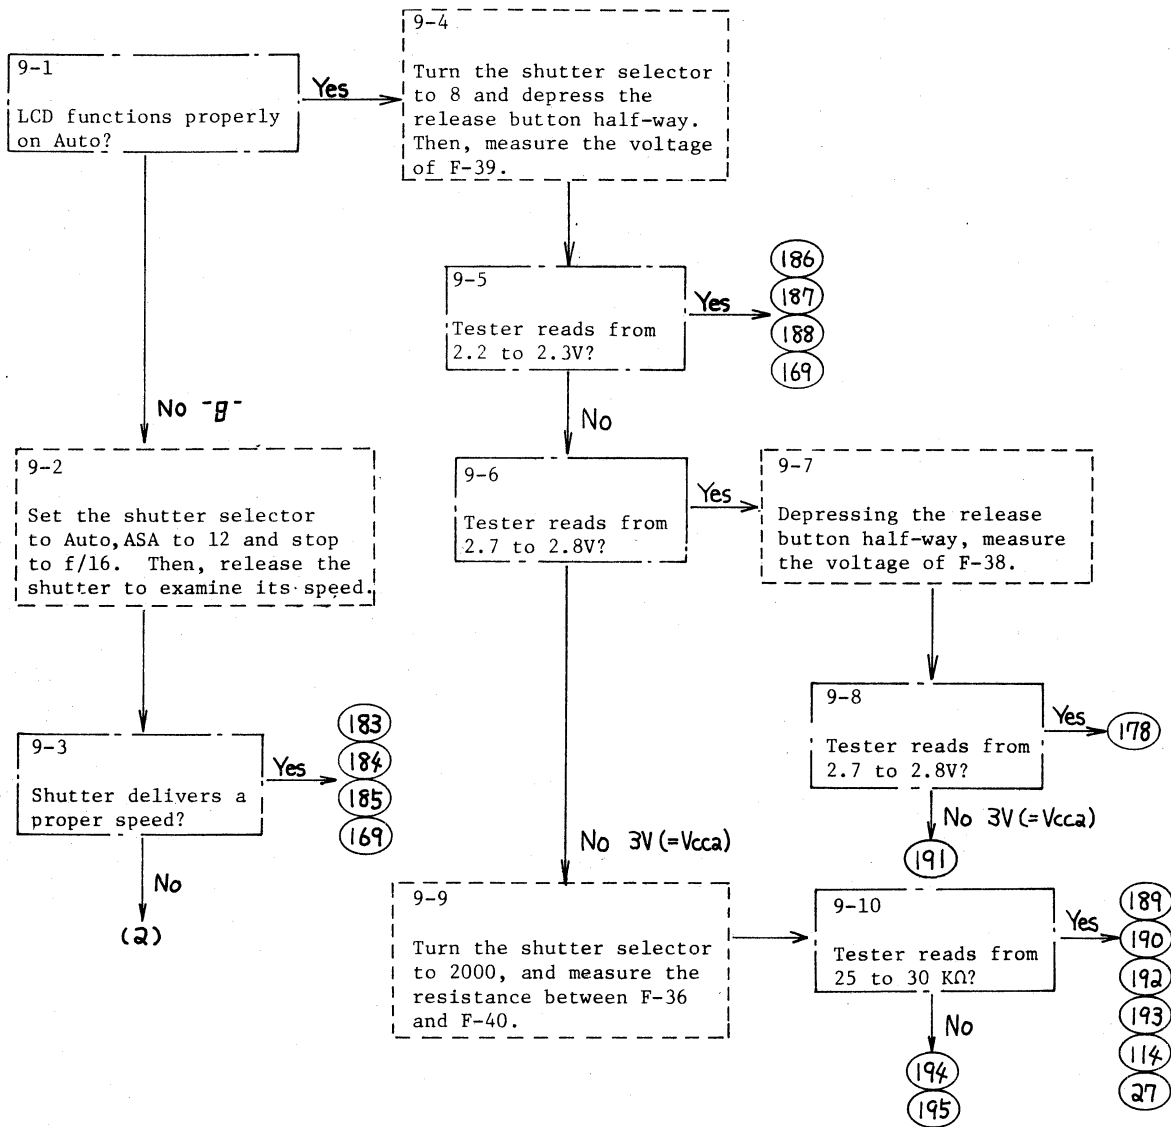 9-1
LCD functions properly
on Auto?
Yes
9-4
Turn the shutter selector
to 8 and depress the
release button half-way.
Then, measure the voltage
of F-39.
9-5
Tester reads from
2.2 to 2.3V?
Yes
186
187
188
169
No -8-
No
9-2
Set the shutter selector
to Auto,ASA to 12 and stop
to f/16. Then, release the
shutter to examine its speed.
9-6
Tester reads from
2.7 to 2.8V?
Yes
9-7
Depressing the release
button half-way, measure
the voltage of F-38.
9-3
Shutter delivers a
proper speed?
Yes
183
184
185
169
No
(2)
9-8
Tester reads from
2.7 to 2.8V?
Yes
178
No 3V (=Vcc2)
191
No 3V (=Vcc2)
9-9
Turn the shutter selector
to 2000, and measure the
resistance between F-36
and F-40.
9-10
Tester reads from
25 to 30 KΩ?
Yes
189
190
192
193
114
27
No
194
195